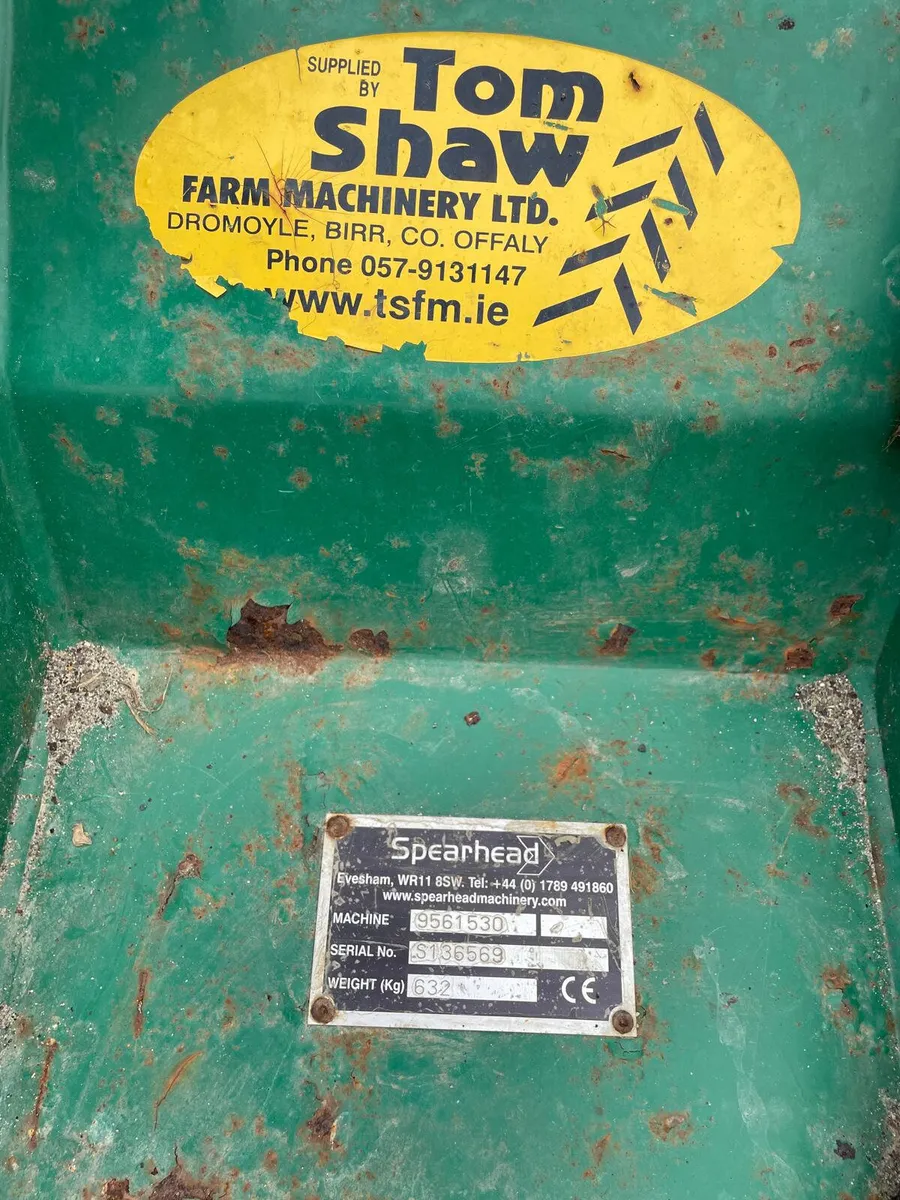 SUPPLIED BY
Tom Shaw
FARM MACHINERY LTD.
DROMOYLE, BIRR, CO. OFFALY
Phone 057-9131147
www.tsfm.ie
Spearhead
Evesham, WR11 8SW. Tel: +44 (0) 1789 491860
www.spearheadmachinery.com
MACHINE 9561530
SERIAL No. S136569
WEIGHT (Kg) 632 CE